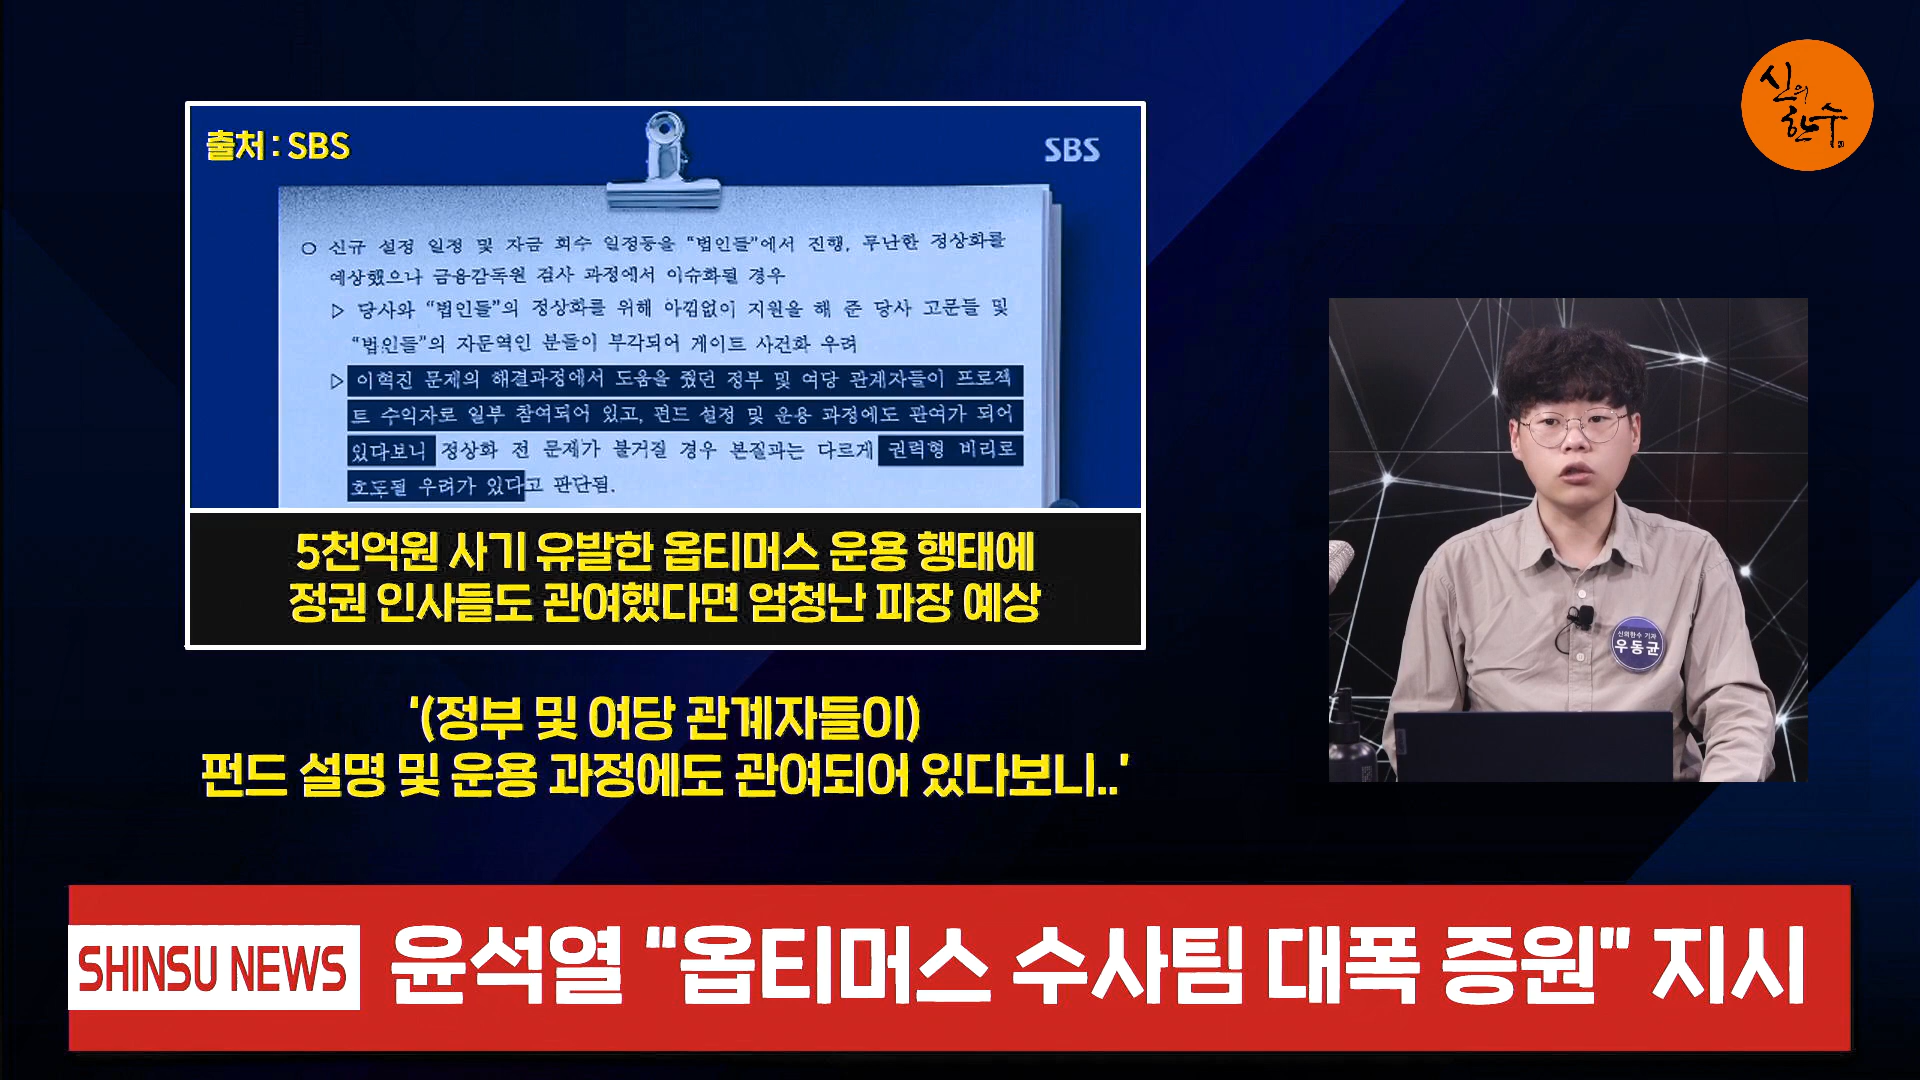 신의
한수
출처 : SBS
SBS
○ 신규 설정 일정 및 자금 회수 일정등을 “법인들”에서 진행, 무난한 정상화를
예상했으나 금융감독원 검사 과정에서 이슈화될 경우
▷ 당사와 “법인들”의 정상화를 위해 아낌없이 지원을 해 준 당사 고문들 및
“법인들”의 자문역인 분들이 부각되어 게이트 사건화 우려
▷ 이혁진 문제의 해결과정에서 도움을 줬던 정부 및 여당 관계자들이 프로젝
트 수익자로 일부 참여되어 있고, 펀드 설정 및 운용 과정에도 관여가 되어
있다보니 정상화 전 문제가 불거질 경우 본질과는 다르게 권력형 비리로
호도될 우려가 있다고 판단됨.
5천억원 사기 유발한 옵티머스 운용 행태에
정권 인사들도 관여했다면 엄청난 파장 예상
'(정부 및 여당 관계자들이)
펀드 설명 및 운용 과정에도 관여되어 있다보니..'
신의한수 기자
우동균
SHINSU NEWS
윤석열 "옵티머스 수사팀 대폭 증원" 지시